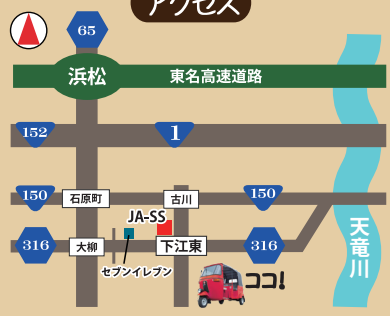 アクセス
65
浜松
東名高速道路
152
1
150
石原町
古川
150
JA-SS
316
大柳
下江東
316
セブンイレブン
天竜川
ココ!